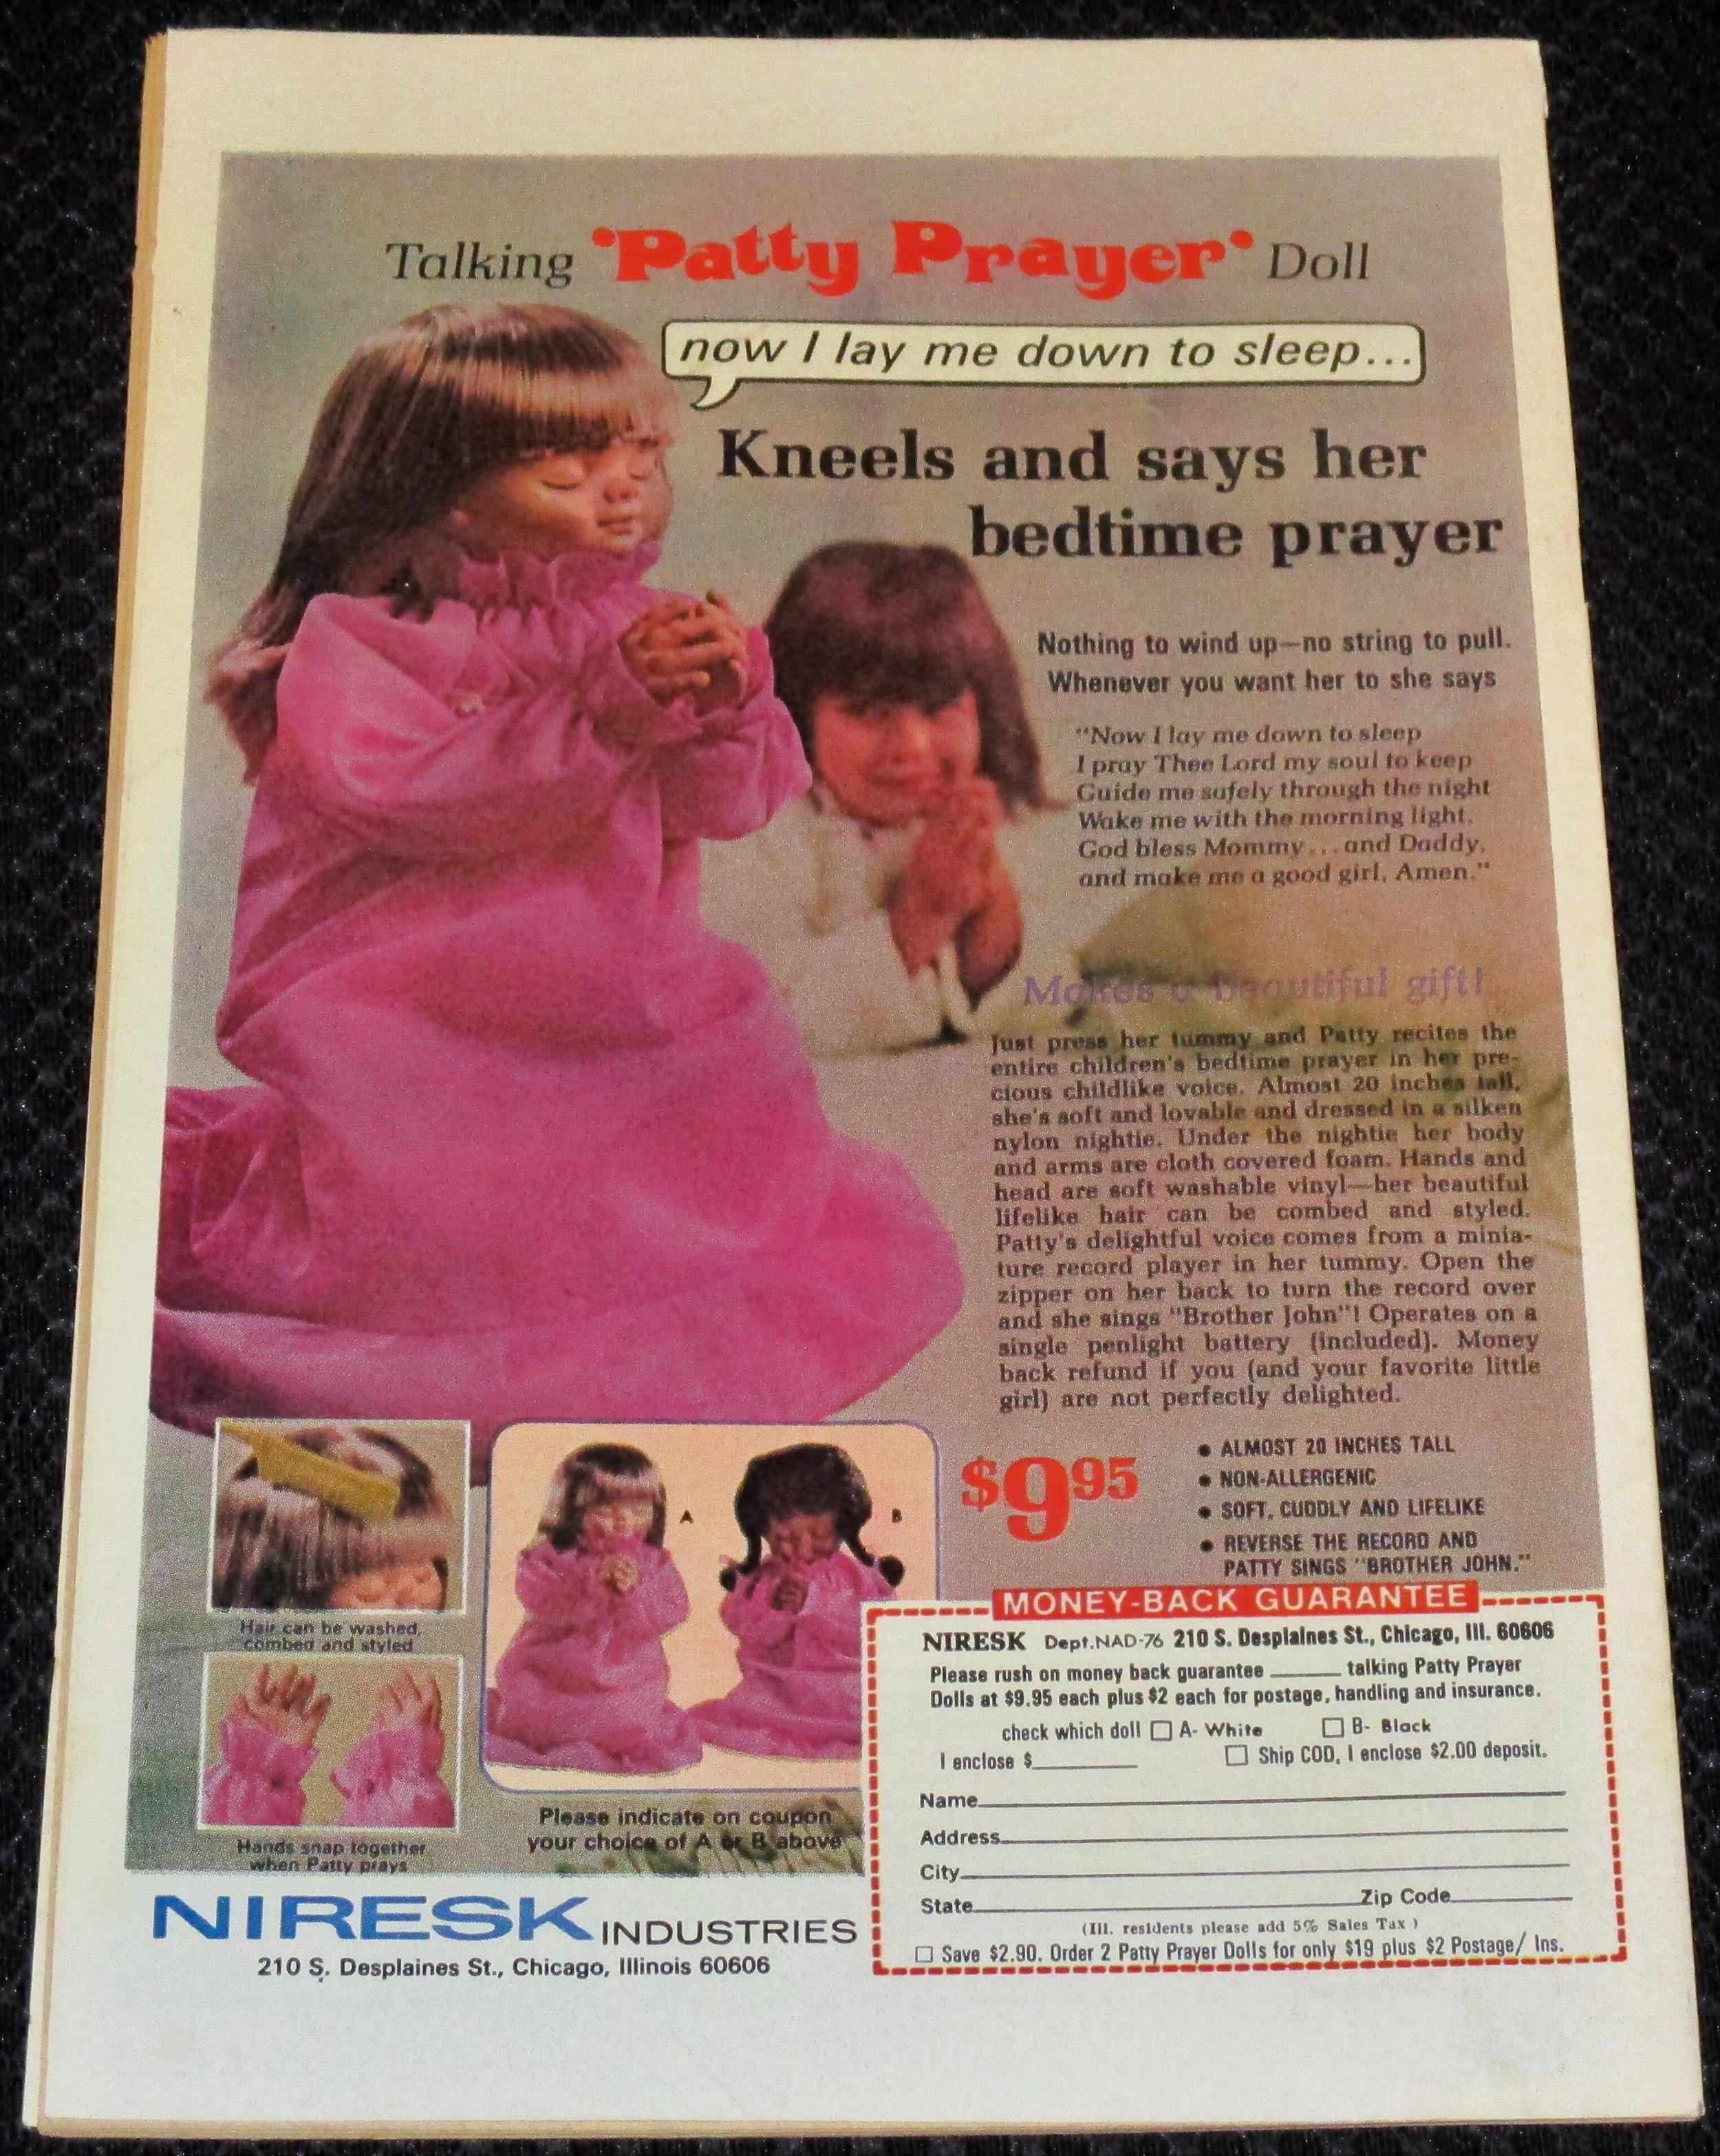 Talking 'Patty Prayer' Doll
now I lay me down to sleep...
Kneels and says her
bedtime prayer
Nothing to wind up—no string to pull.
Whenever you want her to she says
"Now I lay me down to sleep
I pray Thee Lord my soul to keep
Guide me safely through the night
Wake me with the morning light.
God bless Mommy...and Daddy,
and make me a good girl, Amen."
Makes a beautiful gift!
Just press her tummy and Patty recites the
entire children's bedtime prayer in her pre-
cious childlike voice. Almost 20 inches tall,
she's soft and lovable and dressed in a silken
nylon nightie. Under the nightie her body
and arms are cloth covered foam. Hands and
head are soft washable vinyl—her beautiful
lifelike hair can be combed and styled.
Patty's delightful voice comes from a minia-
ture record player in her tummy. Open the
zipper on her back to turn the record over
and she sings "Brother John"! Operates on a
single penlight battery (included). Money
back refund if you (and your favorite little
girl) are not perfectly delighted.
$9.95
● ALMOST 20 INCHES TALL
● NON-ALLERGENIC
● SOFT, CUDDLY AND LIFELIKE
● REVERSE THE RECORD AND
PATTY SINGS "BROTHER JOHN."
Hair can be washed,
combed and styled
Hands snap together
when Patty prays
A
B
Please indicate on coupon
your choice of A or B above
NIRESK INDUSTRIES
210 S. Desplaines St., Chicago, Illinois 60606
MONEY-BACK GUARANTEE
NIRESK Dept.NAD-76 210 S. Desplaines St., Chicago, Ill. 60606
Please rush on money back guarantee ______ talking Patty Prayer
Dolls at $9.95 each plus $2 each for postage, handling and insurance.
check which doll □ A- White □ B- Black
I enclose $________ □ Ship COD, I enclose $2.00 deposit.
Name
Address
City
State Zip Code
(Ill. residents please add 5% Sales Tax )
□ Save $2.90. Order 2 Patty Prayer Dolls for only $19 plus $2 Postage/ Ins.